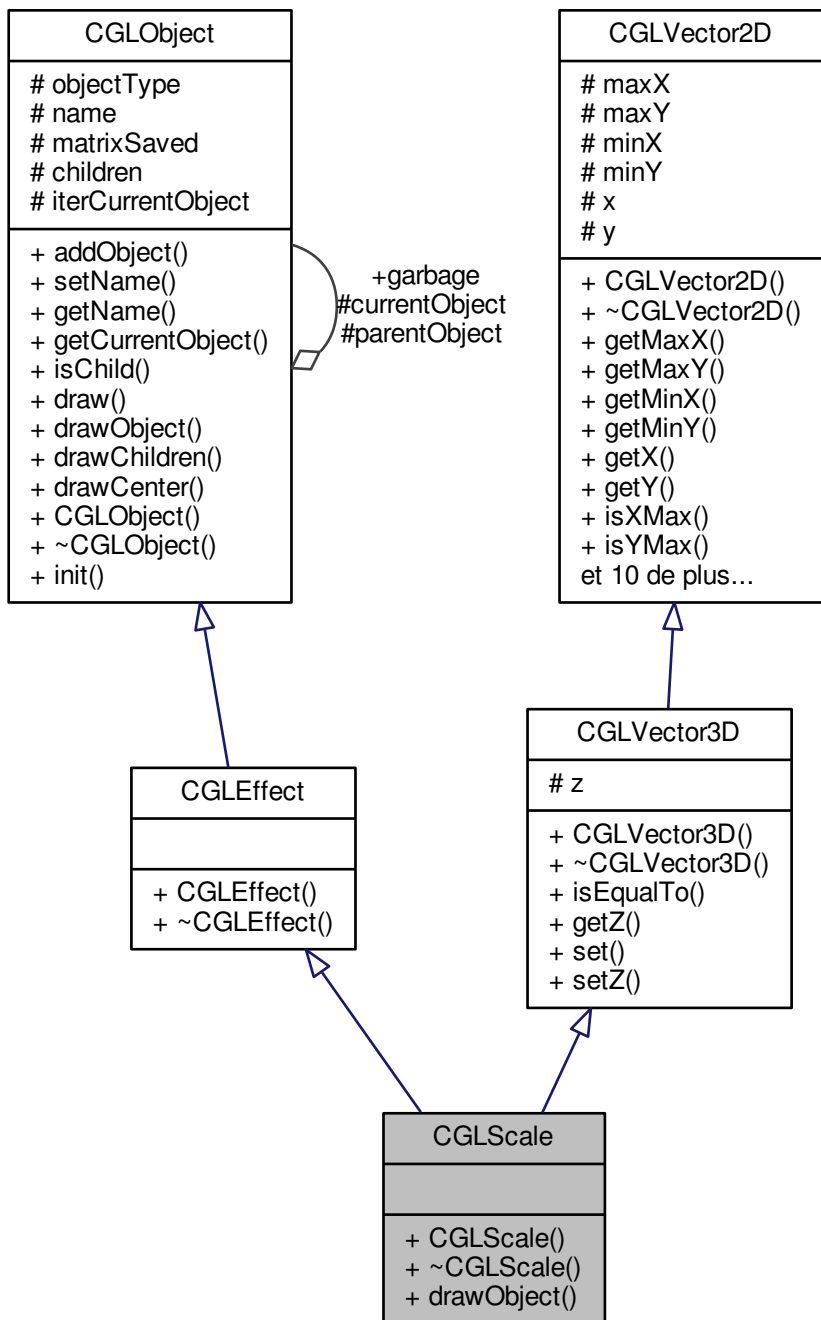 CGLObject
# objectType
# name
# matrixSaved
# children
# iterCurrentObject
+ addObject()
+ setName()
+ getName()
+ getCurrentObject()
+ isChild()
+ draw()
+ drawObject()
+ drawChildren()
+ drawCenter()
+ CGLObject()
+ ~CGLObject()
+ init()
+garbage
#currentObject
#parentObject
CGLVector2D
# maxX
# maxY
# minX
# minY
# x
# y
+ CGLVector2D()
+ ~CGLVector2D()
+ getMaxX()
+ getMaxY()
+ getMinX()
+ getMinY()
+ getX()
+ getY()
+ isXMax()
+ isYMax()
et 10 de plus...
CGLEffect
+ CGLEffect()
+ ~CGLEffect()
CGLVector3D
# z
+ CGLVector3D()
+ ~CGLVector3D()
+ isEqualTo()
+ getZ()
+ set()
+ setZ()
CGLScale
+ CGLScale()
+ ~CGLScale()
+ drawObject()